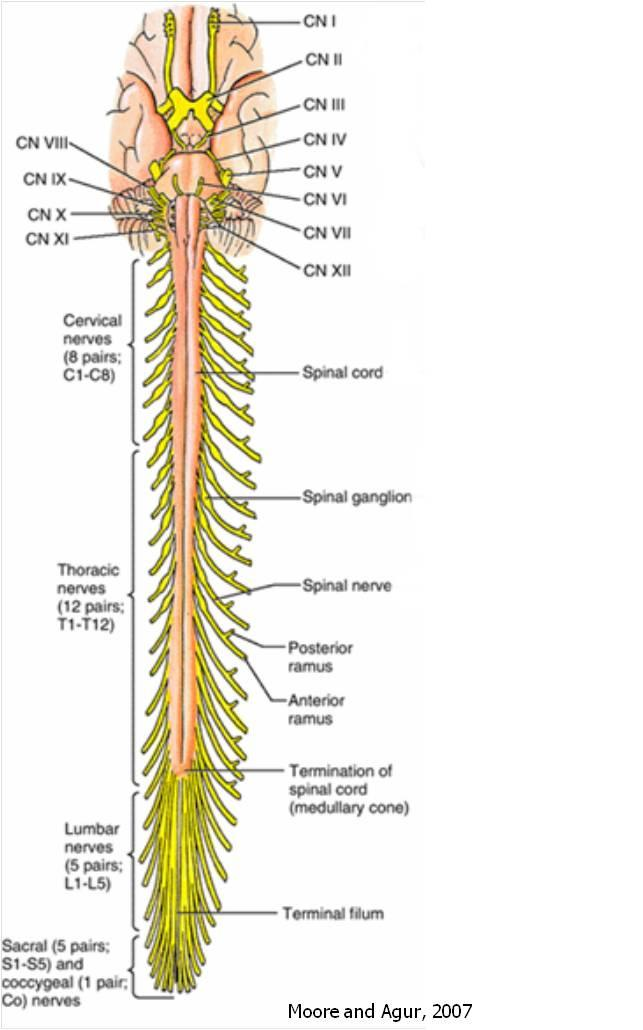 CN I
CN II
CN III
CN IV
CN V
CN VI
CN VII
CN XII
CN VIII
CN IX
CN X
CN XI
Cervical
nerves
(8 pairs;
C1-C8)
Spinal cord
Spinal ganglion
Thoracic
nerves
(12 pairs;
T1-T12)
Spinal nerve
Posterior
ramus
Anterior
ramus
Termination of
spinal cord
(medullary cone)
Lumbar
nerves
(5 pairs;
L1-L5)
Terminal filum
Sacral (5 pairs;
S1-S5) and
coccygeal (1 pair;
Co) nerves
Moore and Agur, 2007